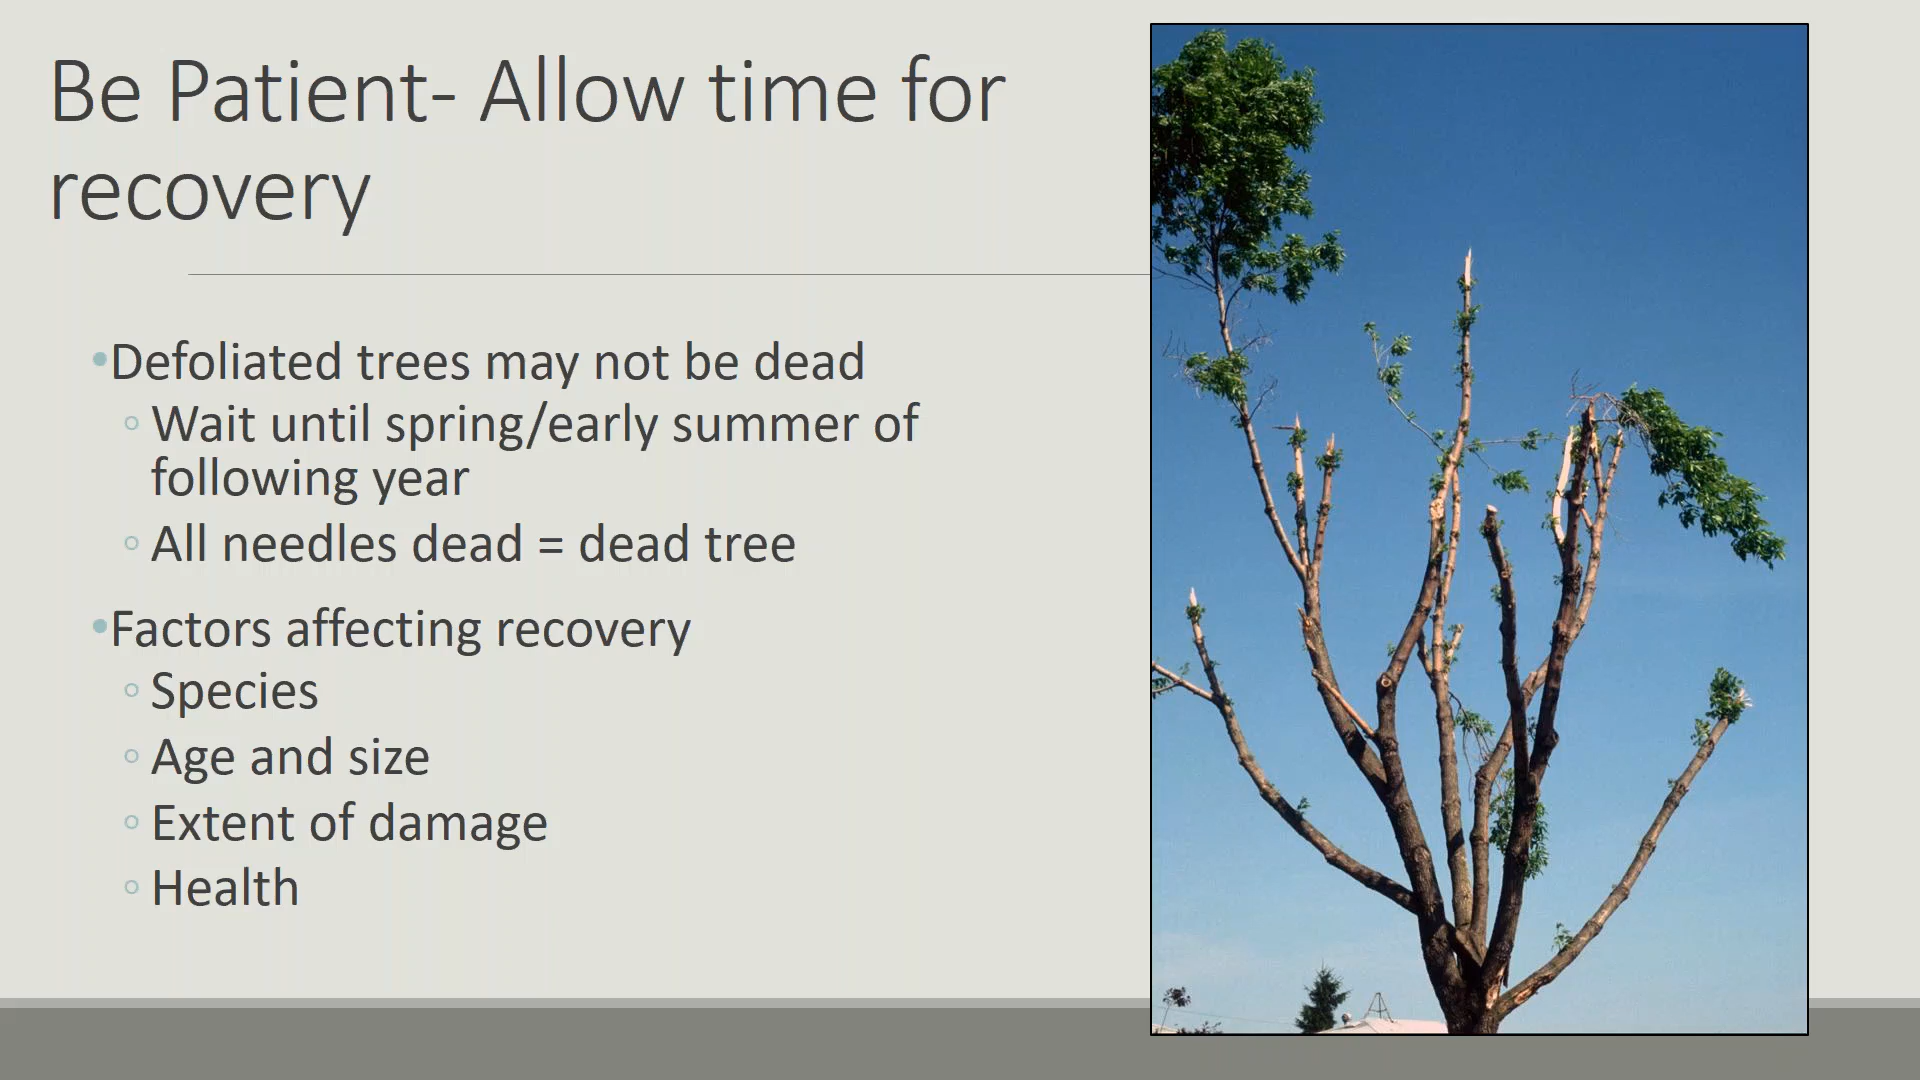 Be Patient- Allow time for
recovery
•Defoliated trees may not be dead
◦ Wait until spring/early summer of
following year
◦ All needles dead = dead tree
•Factors affecting recovery
◦ Species
◦ Age and size
◦ Extent of damage
◦ Health